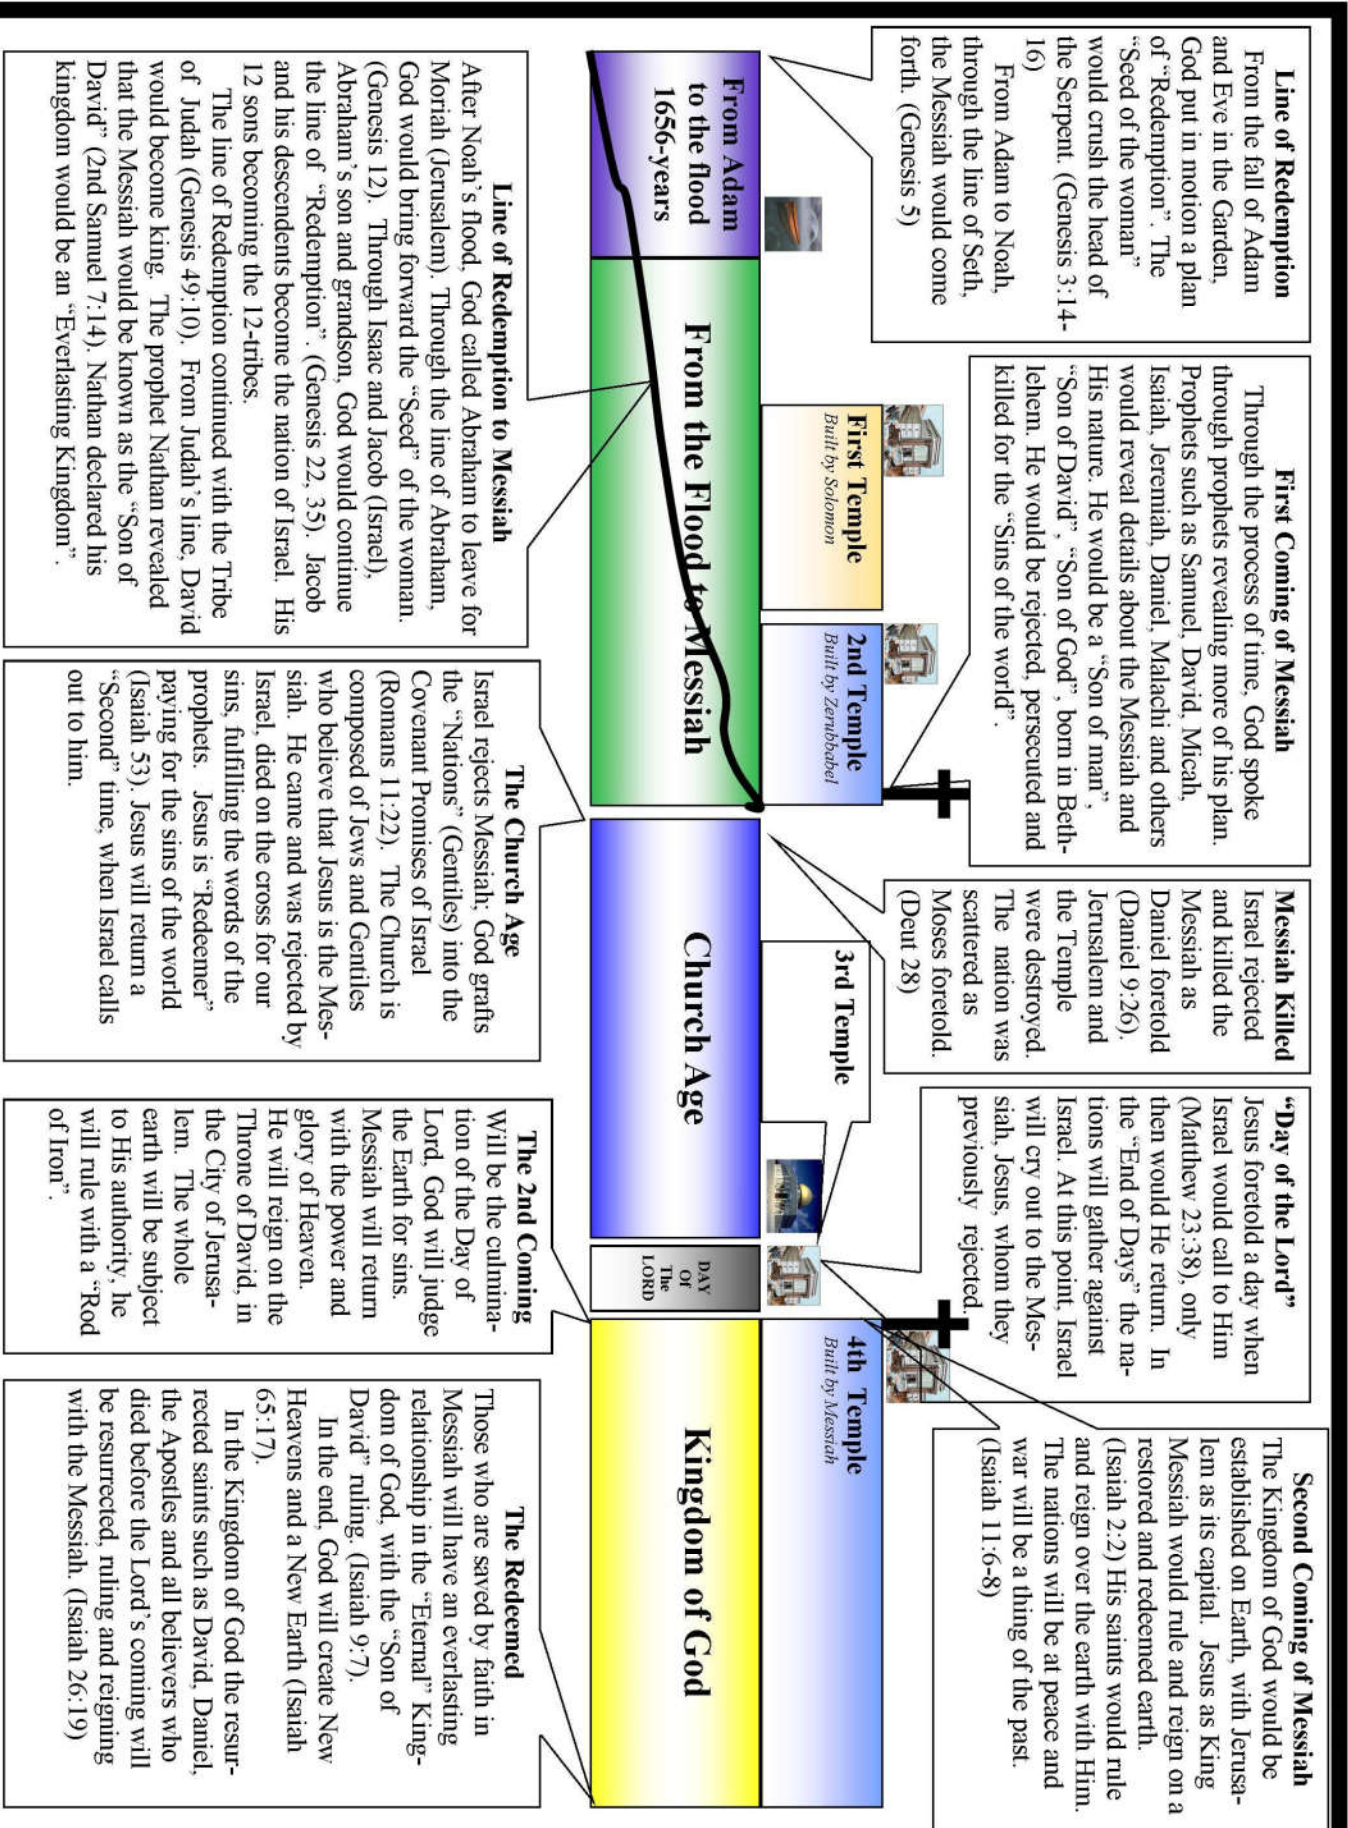 Line of Redemption
From the fall of Adam
and Eve in the Garden,
God put in motion a plan
of “Redemption”. The
“Seed of the woman”
would crush the head of
the Serpent. (Genesis 3:14-
16)
From Adam to Noah,
through the line of Seth,
the Messiah would come
forth. (Genesis 5)
First Coming of Messiah
Through the process of time, God spoke
through prophets revealing more of his plan.
Prophets such as Samuel, David, Micah,
Isaiah, Jeremiah, Daniel, Malachi and others
would reveal details about the Messiah and
His nature. He would be a “Son of man”,
“Son of David”, “Son of God”, born in Beth-
lehem. He would be rejected, persecuted and
killed for the “Sins of the world”.
Messiah Killed
Israel rejected
and killed the
Messiah as
Daniel foretold
(Daniel 9:26).
Jerusalem and
the Temple
were destroyed.
The nation was
scattered as
Moses foretold.
(Deut 28)
“Day of the Lord”
Jesus foretold a day when
Israel would call to Him
(Matthew 23:38), only
then would He return. In
the “End of Days” the na-
tions will gather against
Israel. At this point, Israel
will cry out to the Mes-
siah, Jesus, whom they
previously rejected.
Second Coming of Messiah
The Kingdom of God would be
established on Earth, with Jerusa-
lem as its capital. Jesus as King
Messiah would rule and reign on a
restored and redeemed earth.
(Isaiah 2:2) His saints would rule
and reign over the earth with Him.
The nations will be at peace and
war will be a thing of the past.
(Isaiah 11:6-8)
First Temple
Built by Solomon
2nd Temple
Built by Zerubbabel
3rd Temple
4th Temple
Built by Messiah
From Adam
to the flood
1656-years
From the Flood to Messiah
Church Age
DAY
Of
The
LORD
Kingdom of God
Line of Redemption to Messiah
After Noah’s flood, God called Abraham to leave for
Moriah (Jerusalem). Through the line of Abraham,
God would bring forward the “Seed” of the woman.
(Genesis 12). Through Isaac and Jacob (Israel),
Abraham’s son and grandson, God would continue
the line of “Redemption”. (Genesis 22, 35). Jacob
and his descendents become the nation of Israel. His
12 sons becoming the 12-tribes.
The line of Redemption continued with the Tribe
of Judah (Genesis 49:10). From Judah’s line, David
would become king. The prophet Nathan revealed
that the Messiah would be known as the “Son of
David” (2nd Samuel 7:14). Nathan declared his
kingdom would be an “Everlasting Kingdom”.
The Church Age
Israel rejects Messiah; God grafts
the “Nations” (Gentiles) into the
Covenant Promises of Israel
(Romans 11:22). The Church is
composed of Jews and Gentiles
who believe that Jesus is the Mes-
siah. He came and was rejected by
Israel, died on the cross for our
sins, fulfilling the words of the
prophets. Jesus is “Redeemer”
paying for the sins of the world
(Isaiah 53). Jesus will return a
“Second” time, when Israel calls
out to him.
The 2nd Coming
Will be the culmina-
tion of the Day of
Lord, God will judge
the Earth for sins.
Messiah will return
with the power and
glory of Heaven.
He will reign on the
Throne of David, in
the City of Jerusa-
lem. The whole
earth will be subject
to His authority, he
will rule with a “Rod
of Iron”.
The Redeemed
Those who are saved by faith in
Messiah will have an everlasting
relationship in the “Eternal” King-
dom of God, with the “Son of
David” ruling. (Isaiah 9:7).
In the end, God will create New
Heavens and a New Earth (Isaiah
65:17).
In the Kingdom of God the resur-
rected saints such as David, Daniel,
the Apostles and all believers who
died before the Lord’s coming will
be resurrected, ruling and reigning
with the Messiah. (Isaiah 26:19)